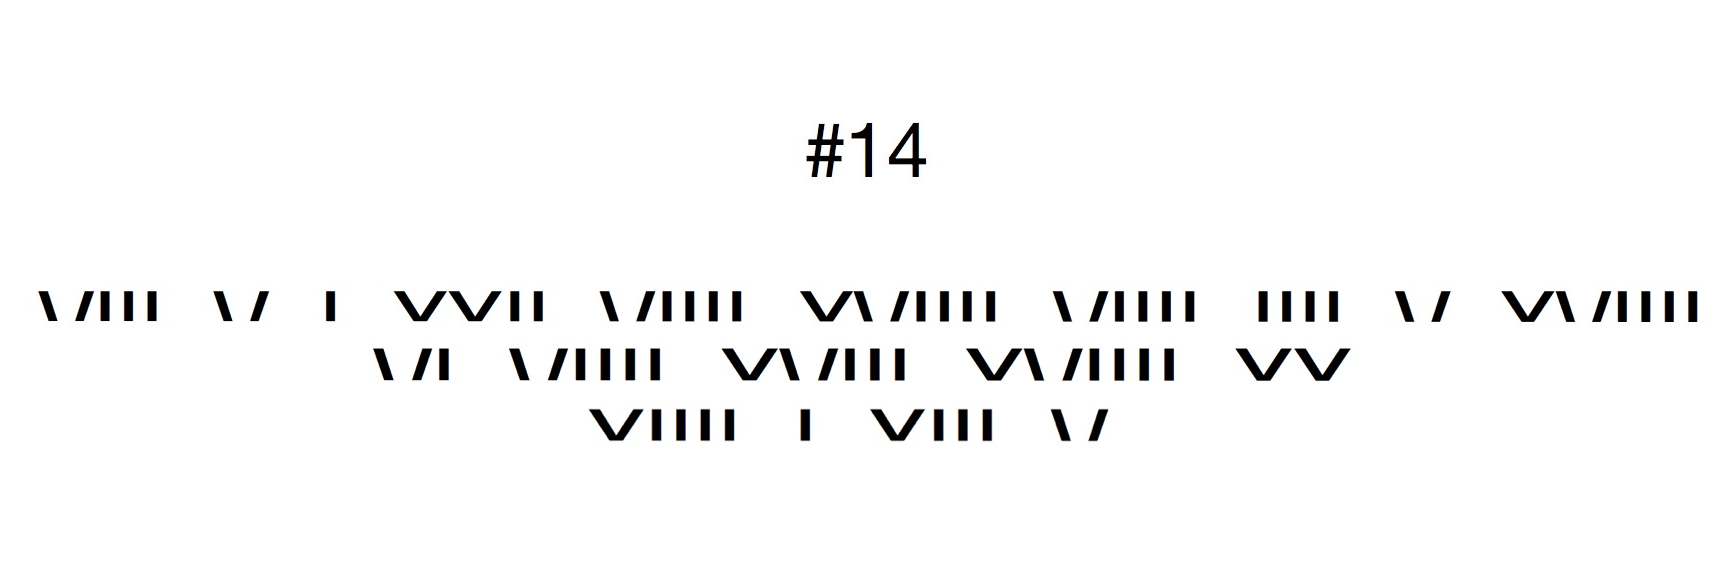 #14
\ /III \ / I VVII \ /IIII V\ /IIII \ /IIII IIII \ / V\ /IIII
\ /I \ /IIII V\ /III V\ /IIII VV
VIIII I VIII \ /